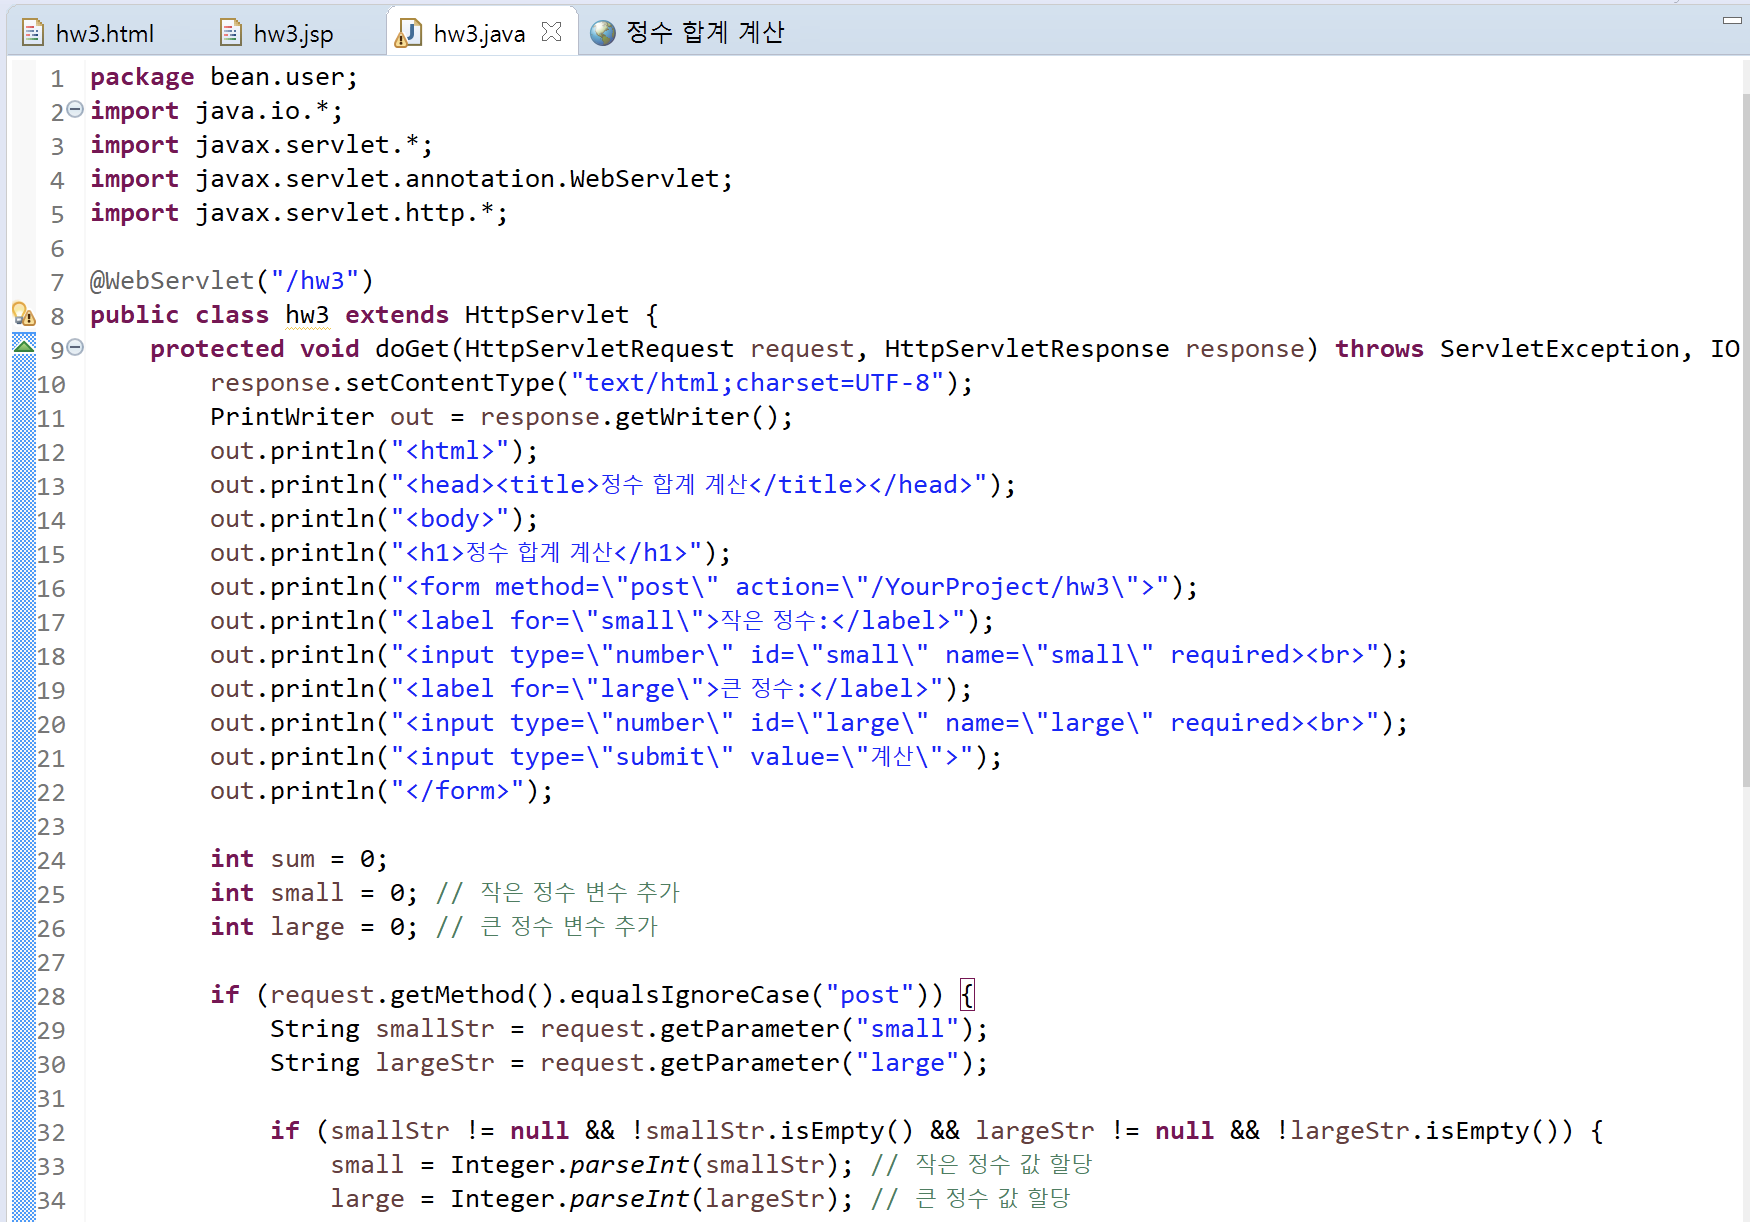 hw3.html hw3.jsp hw3.java 정수 합계 계산
1 package bean.user;
2 import java.io.*;
3 import javax.servlet.*;
4 import javax.servlet.annotation.WebServlet;
5 import javax.servlet.http.*;
6
7 @WebServlet("/hw3")
8 public class hw3 extends HttpServlet {
9 protected void doGet(HttpServletRequest request, HttpServletResponse response) throws ServletException, IO
10 response.setContentType("text/html;charset=UTF-8");
11 PrintWriter out = response.getWriter();
12 out.println("<html>");
13 out.println("<head><title>정수 합계 계산</title></head>");
14 out.println("<body>");
15 out.println("<h1>정수 합계 계산</h1>");
16 out.println("<form method=\"post\" action=\"/YourProject/hw3\">");
17 out.println("<label for=\"small\">작은 정수:</label>");
18 out.println("<input type=\"number\" id=\"small\" name=\"small\" required><br>");
19 out.println("<label for=\"large\">큰 정수:</label>");
20 out.println("<input type=\"number\" id=\"large\" name=\"large\" required><br>");
21 out.println("<input type=\"submit\" value=\"계산\">");
22 out.println("</form>");
23
24 int sum = 0;
25 int small = 0; // 작은 정수 변수 추가
26 int large = 0; // 큰 정수 변수 추가
27
28 if (request.getMethod().equalsIgnoreCase("post")) {
29 String smallStr = request.getParameter("small");
30 String largeStr = request.getParameter("large");
31
32 if (smallStr != null && !smallStr.isEmpty() && largeStr != null && !largeStr.isEmpty()) {
33 small = Integer.parseInt(smallStr); // 작은 정수 값 할당
34 large = Integer.parseInt(largeStr); // 큰 정수 값 할당